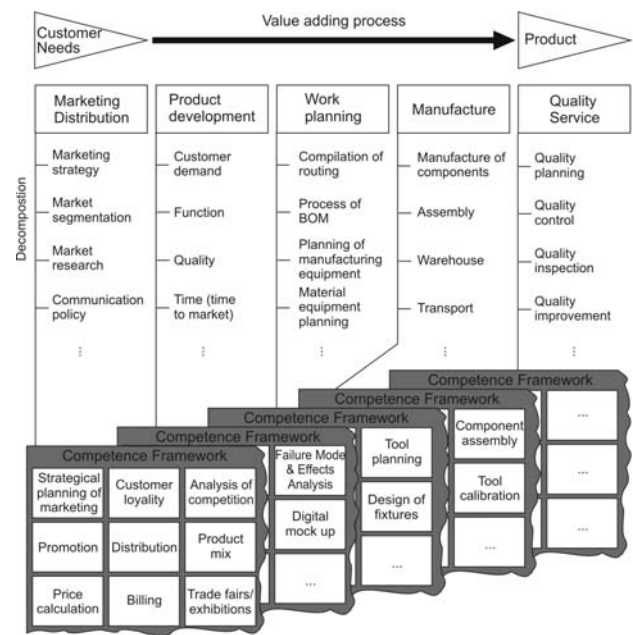 Customer
Needs
Value adding process
Product
Marketing
Distribution
Product
development
Work
planning
Manufacture
Quality
Service
Decompostion
Marketing
strategy
Market
segmentation
Market
research
Communication
policy
⋮
Customer
demand
Function
Quality
Time (time
to market)
⋮
Compilation of
routing
Process of
BOM
Planning of
manufacturing
equipment
Material
equipment
planning
⋮
Manufacture of
components
Assembly
Warehouse
Transport
⋮
Quality
planning
Quality
control
Quality
inspection
Quality
improvement
⋮
Competence Framework
Strategical
planning of
marketing
Customer
loyality
Analysis of
competition
Promotion
Distribution
Product
mix
Price
calculation
Billing
Trade fairs/
exhibitions
Competence Framework
Failure Mode
& Effects
Analysis
Digital
mock up
...
Competence Framework
Tool
planning
Design of
fixtures
...
Competence Framework
Component
assembly
Tool
calibration
...
Competence Framework
...
...
...